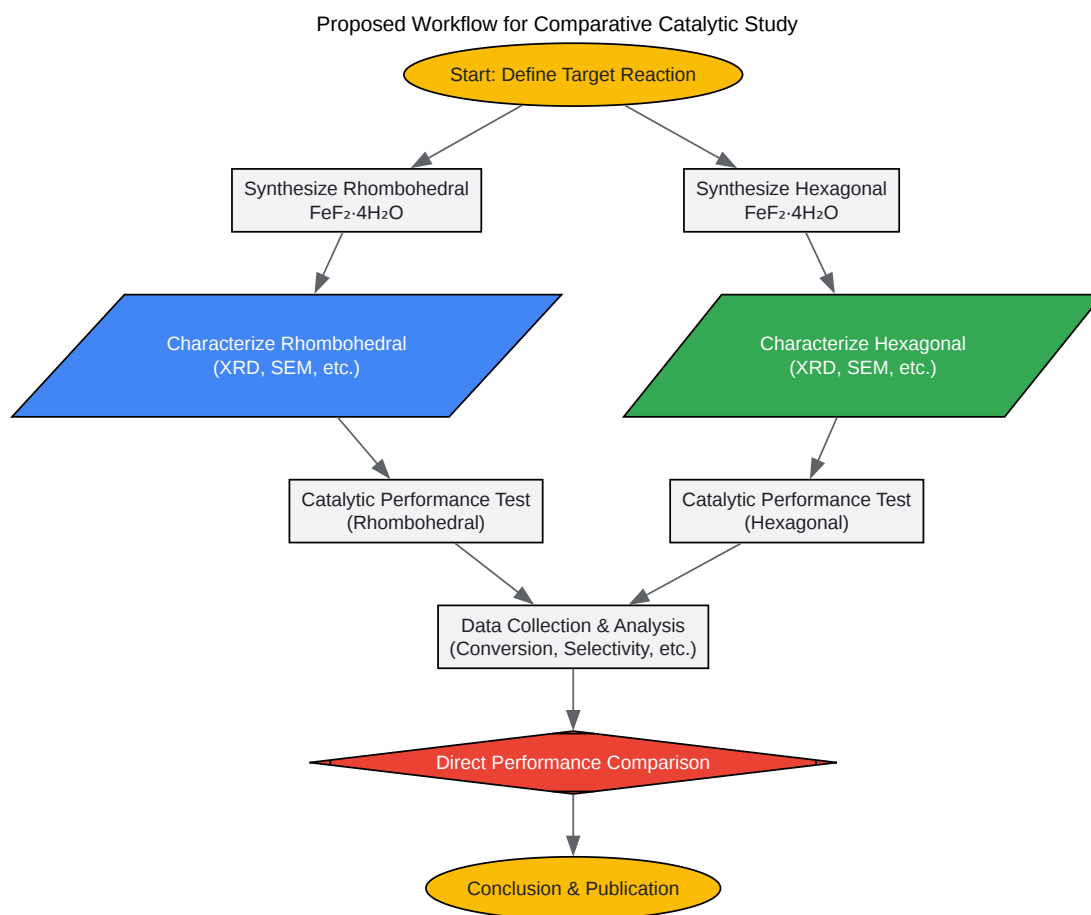 Proposed Workflow for Comparative Catalytic Study
Start: Define Target Reaction
Synthesize Rhombohedral
FeF₂·4H₂O
Synthesize Hexagonal
FeF₂·4H₂O
Characterize Rhombohedral
(XRD, SEM, etc.)
Characterize Hexagonal
(XRD, SEM, etc.)
Catalytic Performance Test
(Rhombohedral)
Catalytic Performance Test
(Hexagonal)
Data Collection & Analysis
(Conversion, Selectivity, etc.)
Direct Performance Comparison
Conclusion & Publication